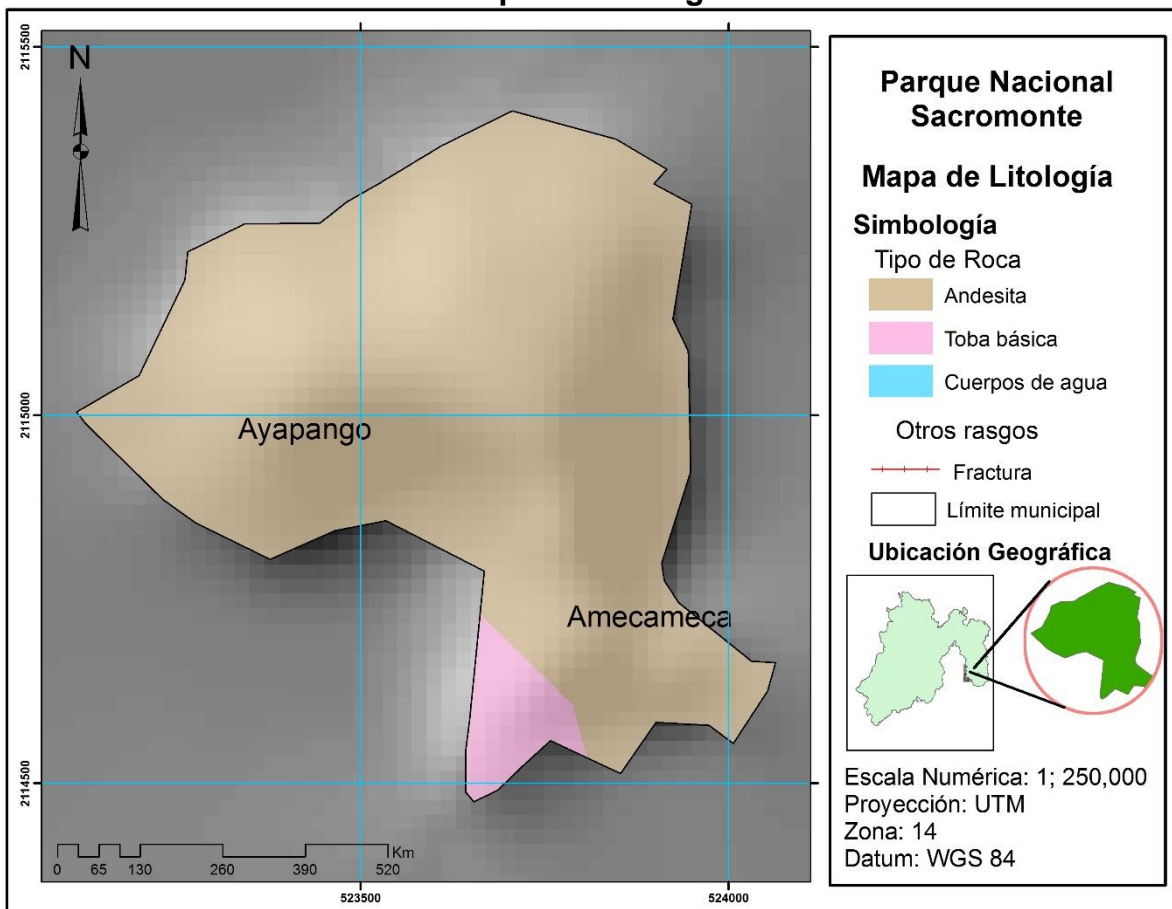 N
2115500
2115000
2114500
Ayapango
Amecameca
Km
0 65 130 260 390 520
523500 524000
Parque Nacional
Sacromonte
Mapa de Litología
Simbología
Tipo de Roca
Andesita
Toba básica
Cuerpos de agua
Otros rasgos
Fractura
Límite municipal
Ubicación Geográfica
Escala Numérica: 1; 250,000
Proyección: UTM
Zona: 14
Datum: WGS 84